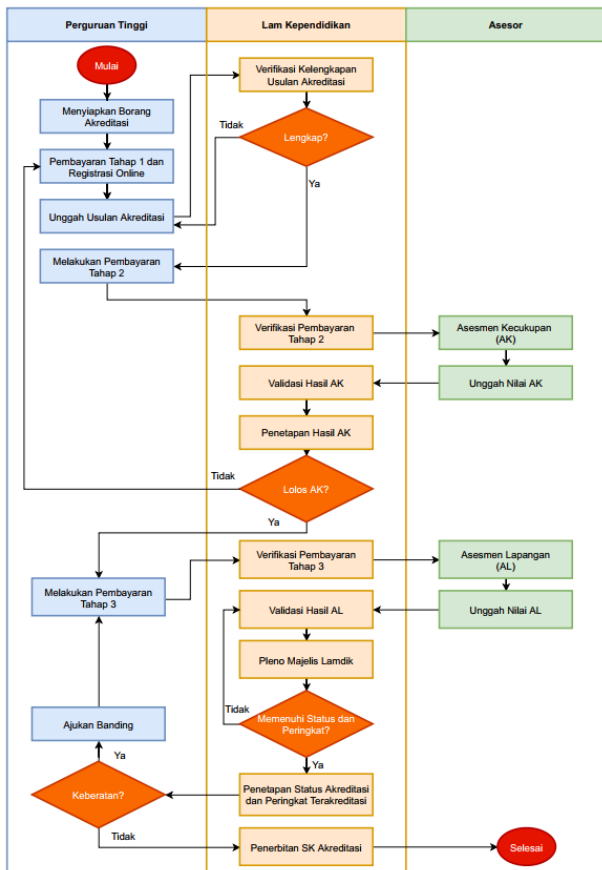 Perguruan Tinggi
Lam Kependidikan
Asesor
Mulai
Verifikasi Kelengkapan
Usulan Akreditasi
Menyiapkan Borang
Akreditasi
Tidak
Lengkap?
Pembayaran Tahap 1 dan
Registrasi Online
Ya
Unggah Usulan Akreditasi
Melakukan Pembayaran
Tahap 2
Verifikasi Pembayaran
Tahap 2
Asesmen Kecukupan
(AK)
Validasi Hasil AK
Unggah Nilai AK
Penetapan Hasil AK
Tidak
Lolos AK?
Ya
Verifikasi Pembayaran
Tahap 3
Asesmen Lapangan
(AL)
Melakukan Pembayaran
Tahap 3
Validasi Hasil AL
Unggah Nilai AL
Pleno Majelis Lamdik
Tidak
Memenuhi Status dan
Peringkat?
Ajukan Banding
Ya
Ya
Keberatan?
Penetapan Status Akreditasi
dan Peringkat Terakreditasi
Tidak
Penerbitan SK Akreditasi
Selesai